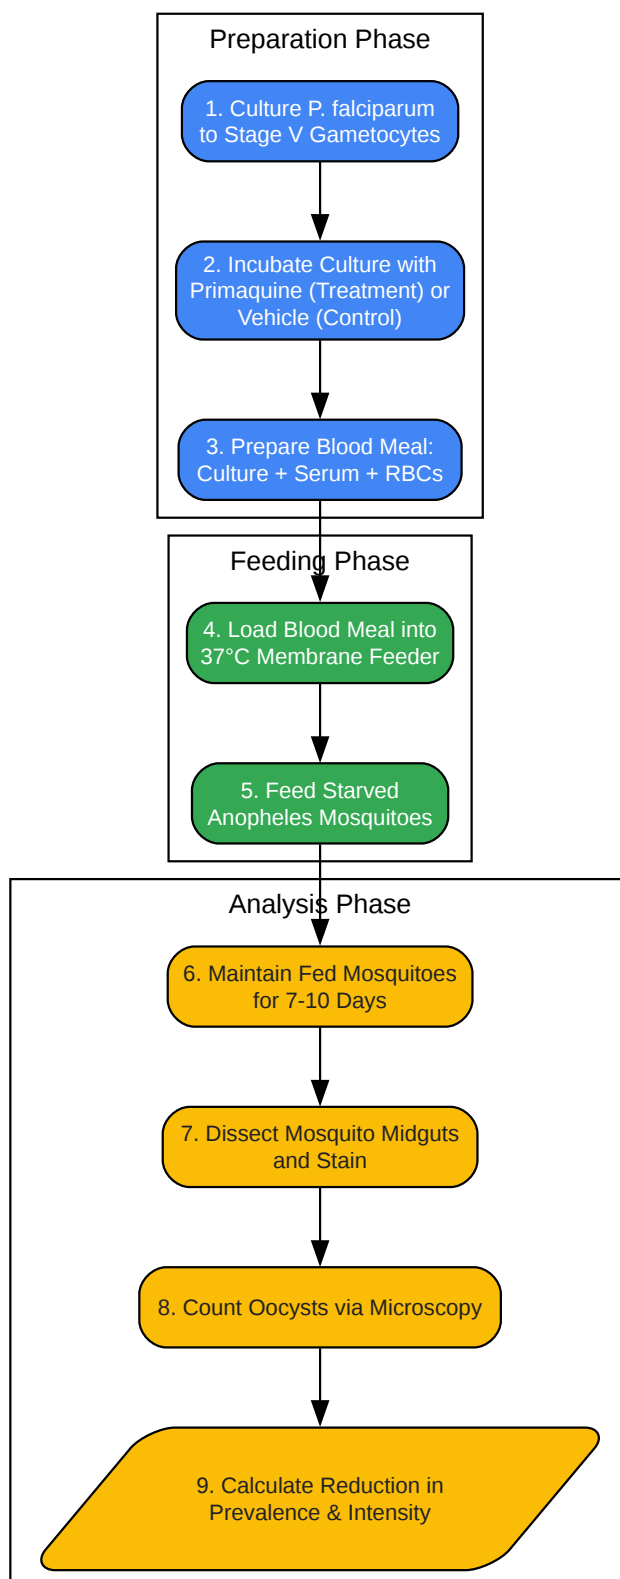 Preparation Phase
1. Culture P. falciparum
to Stage V Gametocytes
2. Incubate Culture with
Primaquine (Treatment) or
Vehicle (Control)
3. Prepare Blood Meal:
Culture + Serum + RBCs
Feeding Phase
4. Load Blood Meal into
37°C Membrane Feeder
5. Feed Starved
Anopheles Mosquitoes
Analysis Phase
6. Maintain Fed Mosquitoes
for 7-10 Days
7. Dissect Mosquito Midguts
and Stain
8. Count Oocysts via Microscopy
9. Calculate Reduction in
Prevalence & Intensity